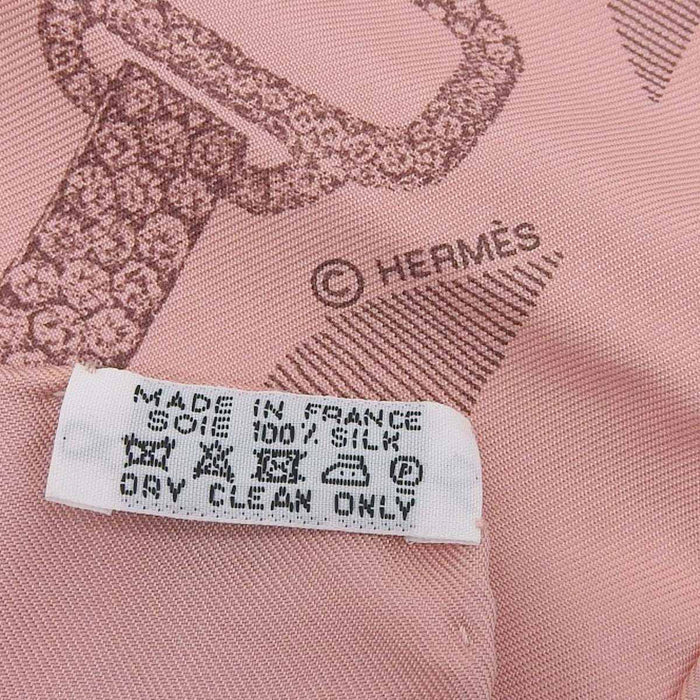 © HERMÈS
MADE IN FRANCE
SOIE 100% SILK
P
DRY CLEAN ONLY